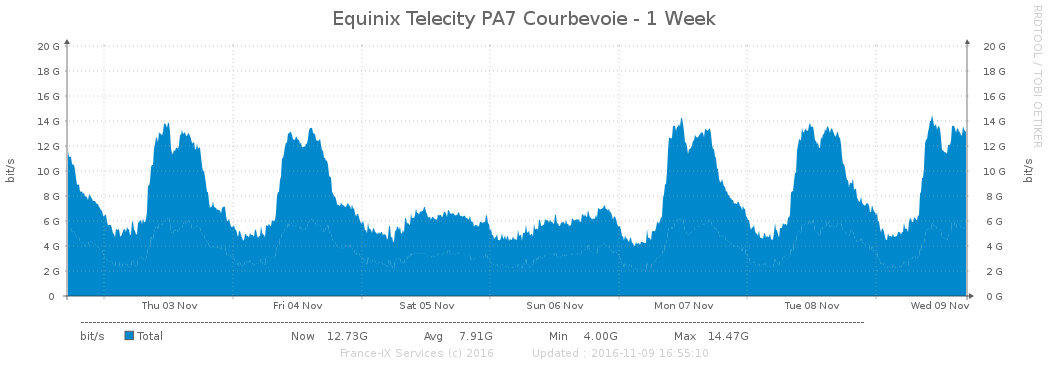 Equinix Telecity PA7 Courbevoie - 1 Week
RRDTOOL / TOBI OETIKER
bit/s
20 G
18 G
16 G
14 G
12 G
10 G
8 G
6 G
4 G
2 G
0
20 G
18 G
16 G
14 G
12 G
10 G
8 G
6 G
4 G
2 G
0 G
bit/s
Thu 03 Nov Fri 04 Nov Sat 05 Nov Sun 06 Nov Mon 07 Nov Tue 08 Nov Wed 09 Nov
bit/s Total Now 12.73G Avg 7.91G Min 4.00G Max 14.47G
France-IX Services (c) 2016 Updated : 2016-11-09 16:55:10